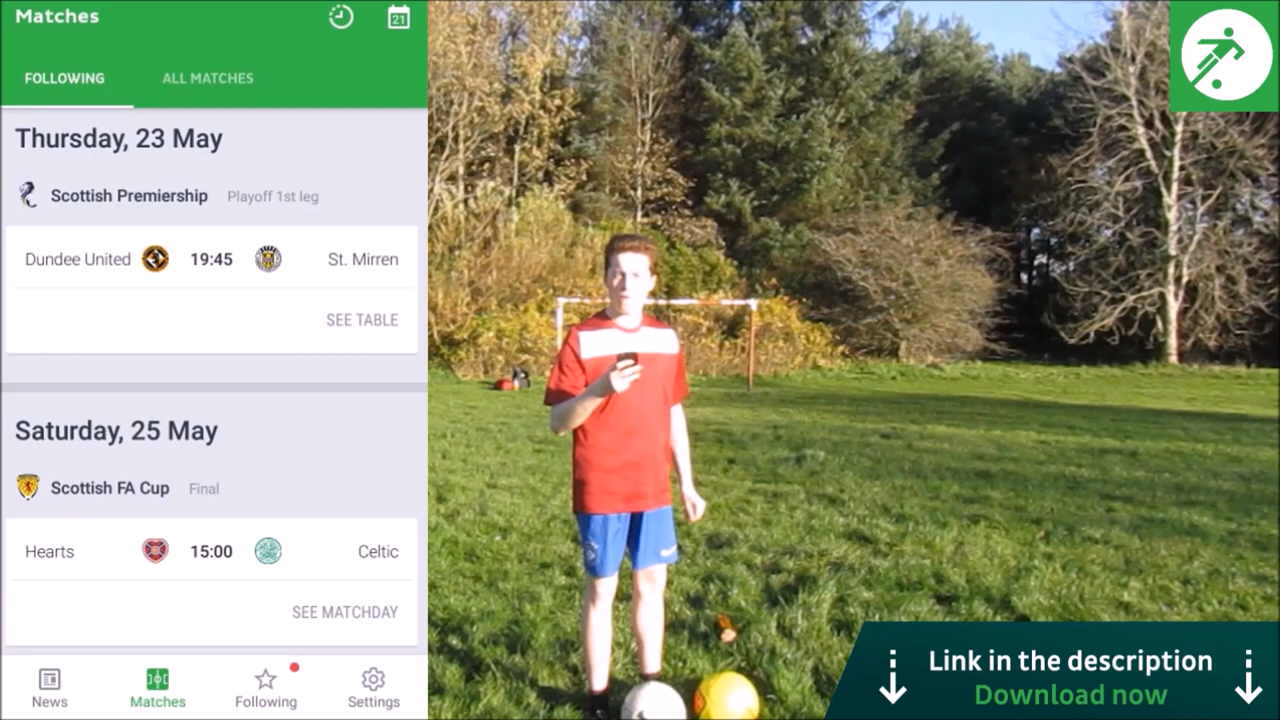 Matches
21
FOLLOWING
ALL MATCHES
Thursday, 23 May
Scottish Premiership Playoff 1st leg
Dundee United 19:45 St. Mirren
SEE TABLE
Saturday, 25 May
Scottish FA Cup Final
Hearts 15:00 Celtic
SEE MATCHDAY
News
Matches
Following
Settings
Link in the description
Download now